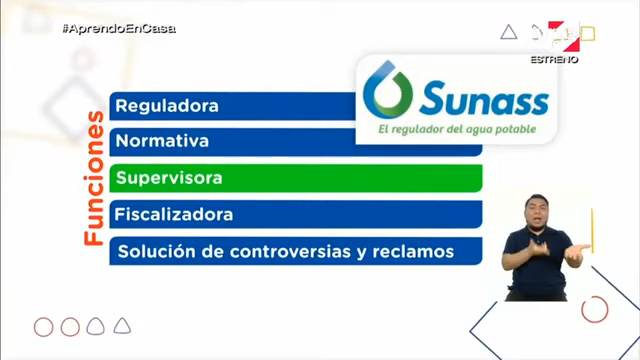 #AprendoEnCasa
ESTRENO
Sunass
El regulador del agua potable
Funciones
Reguladora
Normativa
Supervisora
Fiscalizadora
Solución de controversias y reclamos